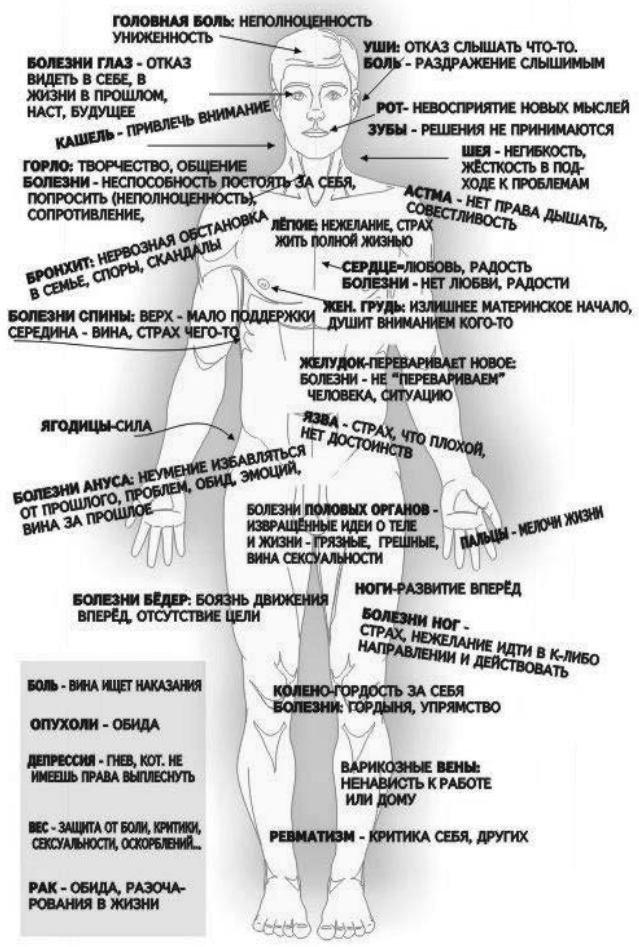 ГОЛОВНАЯ БОЛЬ: НЕПОЛНОЦЕННОСТЬ
УНИЖЕННОСТЬ
УШИ: ОТКАЗ СЛЫШАТЬ ЧТО-ТО.
БОЛЬ - РАЗДРАЖЕНИЕ СЛЫШИМЫМ
БОЛЕЗНИ ГЛАЗ - ОТКАЗ
ВИДЕТЬ В СЕБЕ, В
ЖИЗНИ В ПРОШЛОМ,
НАСТ, БУДУЩЕЕ
РОТ- НЕВОСПРИЯТИЕ НОВЫХ МЫСЛЕЙ
ЗУБЫ - РЕШЕНИЯ НЕ ПРИНИМАЮТСЯ
КАШЕЛЬ - ПРИВЛЕЧЬ ВНИМАНИЕ
ШЕЯ - НЕГИБКОСТЬ,
ЖЁСТКОСТЬ В ПОД-
ХОДЕ К ПРОБЛЕМАМ
ГОРЛО: ТВОРЧЕСТВО, ОБЩЕНИЕ
БОЛЕЗНИ - НЕСПОСОБНОСТЬ ПОСТОЯТЬ ЗА СЕБЯ,
ПОПРОСИТЬ (НЕПОЛНОЦЕННОСТЬ),
СОПРОТИВЛЕНИЕ,
АСТМА - НЕТ ПРАВА ДЫШАТЬ,
СОВЕСТЛИВОСТЬ
ЛЁГКИЕ: НЕЖЕЛАНИЕ, СТРАХ
ЖИТЬ ПОЛНОЙ ЖИЗНЬЮ
БРОНХИТ: НЕРВОЗНАЯ ОБСТАНОВКА
В СЕМЬЕ, СПОРЫ, СКАНДАЛЫ
СЕРДЦЕ=ЛЮБОВЬ, РАДОСТЬ
БОЛЕЗНИ - НЕТ ЛЮБВИ, РАДОСТИ
ЖЕН. ГРУДЬ: ИЗЛИШНЕЕ МАТЕРИНСКОЕ НАЧАЛО,
ДУШИТ ВНИМАНИЕМ КОГО-ТО
БОЛЕЗНИ СПИНЫ: ВЕРХ - МАЛО ПОДДЕРЖКИ
СЕРЕДИНА - ВИНА, СТРАХ ЧЕГО-ТО
ЖЕЛУДОК-ПЕРЕВАРИВАЕТ НОВОЕ:
БОЛЕЗНИ - НЕ "ПЕРЕВАРИВАЕМ"
ЧЕЛОВЕКА, СИТУАЦИЮ
ЯГОДИЦЫ-СИЛА
ЯЗВА - СТРАХ, ЧТО ПЛОХОЙ,
НЕТ ДОСТОИНСТВ
БОЛЕЗНИ АНУСА: НЕУМЕНИЕ ИЗБАВЛЯТЬСЯ
ОТ ПРОШЛОГО, ПРОБЛЕМ, ОБИД, ЭМОЦИЙ,
ВИНА ЗА ПРОШЛОЕ
БОЛЕЗНИ ПОЛОВЫХ ОРГАНОВ -
ИЗВРАЩЁННЫЕ ИДЕИ О ТЕЛЕ
И ЖИЗНИ - ГРЯЗНЫЕ, ГРЕШНЫЕ,
ВИНА СЕКСУАЛЬНОСТИ
ПАЛЬЦЫ - МЕЛОЧИ ЖИЗНИ
НОГИ-РАЗВИТИЕ ВПЕРЁД
БОЛЕЗНИ БЁДЕР: БОЯЗНЬ ДВИЖЕНИЯ
ВПЕРЁД, ОТСУТСТВИЕ ЦЕЛИ
БОЛЕЗНИ НОГ -
СТРАХ, НЕЖЕЛАНИЕ ИДТИ В К-ЛИБО
НАПРАВЛЕНИИ И ДЕЙСТВОВАТЬ
КОЛЕНО-ГОРДОСТЬ ЗА СЕБЯ
БОЛЕЗНИ: ГОРДЫНЯ, УПРЯМСТВО
БОЛЬ - ВИНА ИЩЕТ НАКАЗАНИЯ
ОПУХОЛИ - ОБИДА
ДЕПРЕССИЯ - ГНЕВ, КОТ. НЕ
ИМЕЕШЬ ПРАВА ВЫПЛЕСНУТЬ
ВЕС - ЗАЩИТА ОТ БОЛИ, КРИТИКИ,
СЕКСУАЛЬНОСТИ, ОСКОРБЛЕНИЙ...
РАК - ОБИДА, РАЗОЧА-
РОВАНИЯ В ЖИЗНИ
ВАРИКОЗНЫЕ ВЕНЫ:
НЕНАВИСТЬ К РАБОТЕ
ИЛИ ДОМУ
РЕВМАТИЗМ - КРИТИКА СЕБЯ, ДРУГИХ